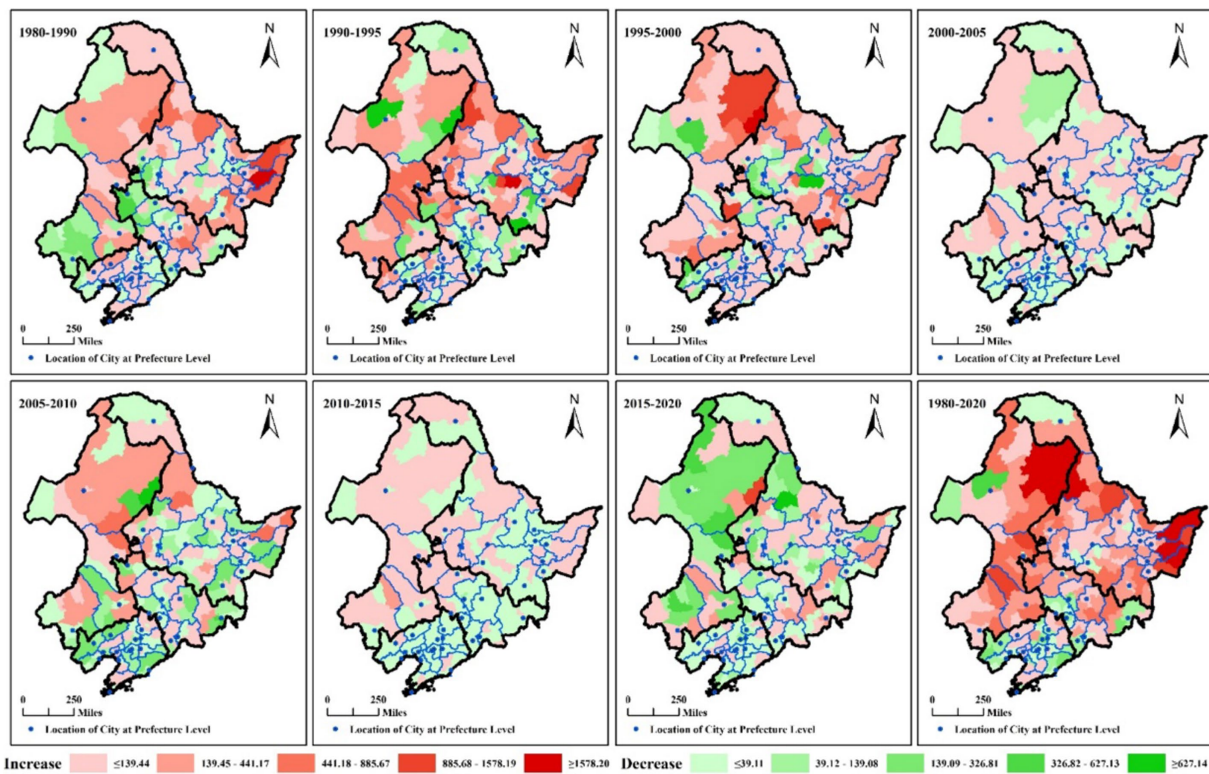 1980-1990
N
0 250
Miles
Location of City at Prefecture Level
1990-1995
N
0 250
Miles
Location of City at Prefecture Level
1995-2000
N
0 250
Miles
Location of City at Prefecture Level
2000-2005
N
0 250
Miles
Location of City at Prefecture Level
2005-2010
N
0 250
Miles
Location of City at Prefecture Level
2010-2015
N
0 250
Miles
Location of City at Prefecture Level
2015-2020
N
0 250
Miles
Location of City at Prefecture Level
1980-2020
N
0 250
Miles
Location of City at Prefecture Level
Increase ≤139.44 139.45 - 441.17 441.18 - 885.67 885.68 - 1578.19 ≥1578.20 Decrease ≤39.11 39.12 - 139.08 139.09 - 326.81 326.82 - 627.13 ≥627.14